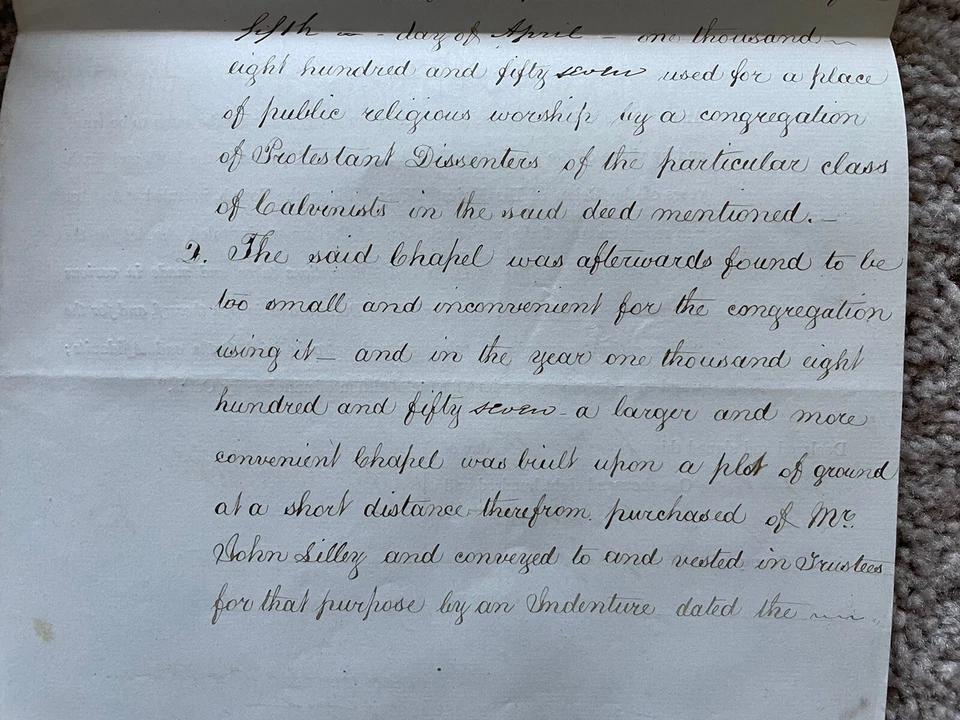 fifth — - day of April - one thousand
eight hundred and fifty seven used for a place
of public religious worship by a congregation
of Protestant Dissenters of the particular class
of Calvinists in the said deed mentioned. —
2. The said Chapel was afterwards found to be
too small and inconvenient for the congregation
using it — and in the year one thousand eight
hundred and fifty seven - a larger and more
convenient Chapel was built upon a plot of ground
at a short distance therefrom purchased of Mr.
John Lilley and conveyed to and vested in Trustees
for that purpose by an Indenture dated the